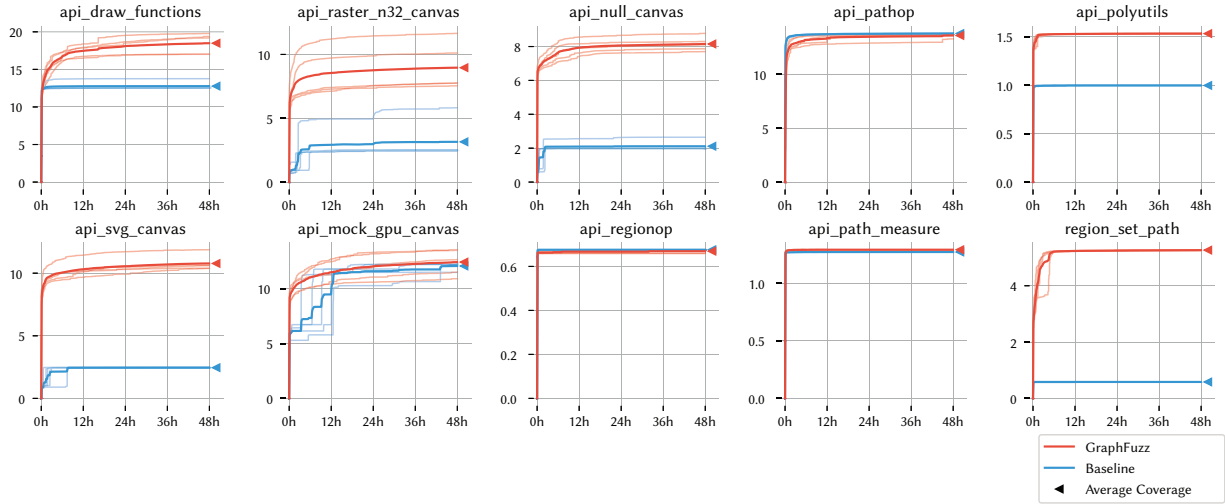 api_draw_functions
20
15
10
5
0
0h 12h 24h 36h 48h
api_raster_n32_canvas
10
5
0
0h 12h 24h 36h 48h
api_null_canvas
8
6
4
2
0
0h 12h 24h 36h 48h
api_pathop
10
5
0
0h 12h 24h 36h 48h
api_polyutils
1.5
1.0
0.5
0.0
0h 12h 24h 36h 48h
api_svg_canvas
10
5
0
0h 12h 24h 36h 48h
api_mock_gpu_canvas
10
5
0
0h 12h 24h 36h 48h
api_regionop
0.6
0.4
0.2
0.0
0h 12h 24h 36h 48h
api_path_measure
1.0
0.5
0.0
0h 12h 24h 36h 48h
region_set_path
4
2
0
0h 12h 24h 36h 48h
GraphFuzz
Baseline
Average Coverage